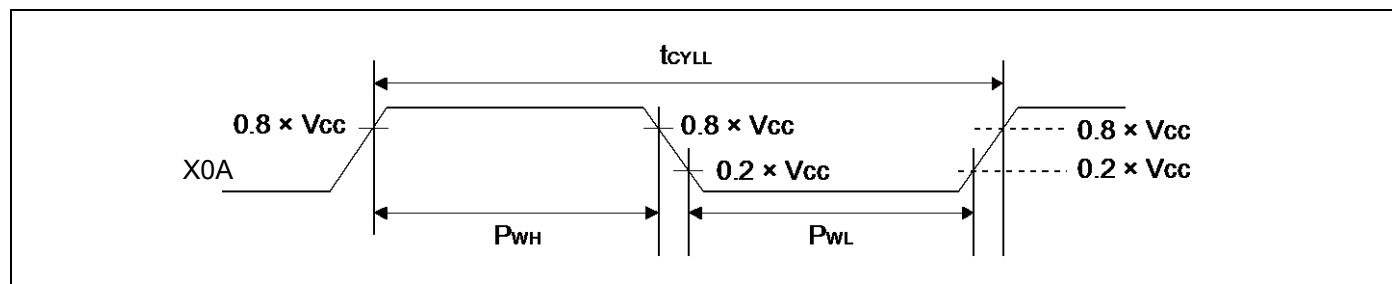 tCYLL
0.8 × Vcc
0.8 × Vcc
0.8 × Vcc
X0A
0.2 × Vcc
0.2 × Vcc
PWH
PWL